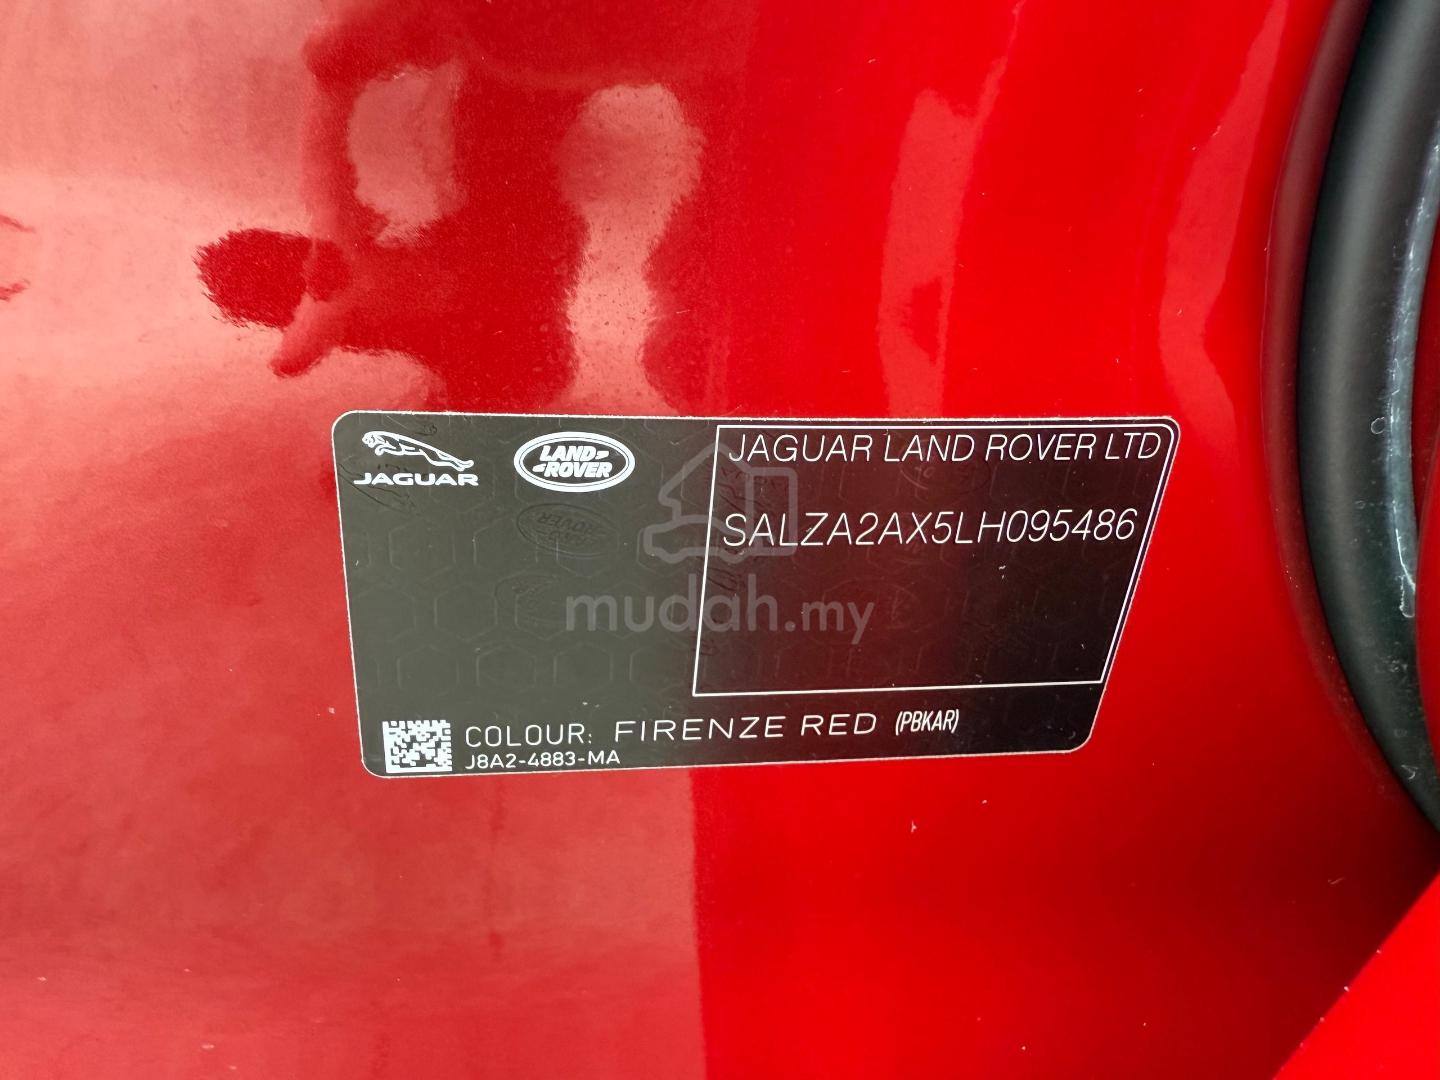 JAGUAR
LAND
ROVER
JAGUAR LAND ROVER LTD
SALZA2AX5LH095486
mudah.my
COLOUR: FIRENZE RED (PBKAR)
J8A2-4883-MA